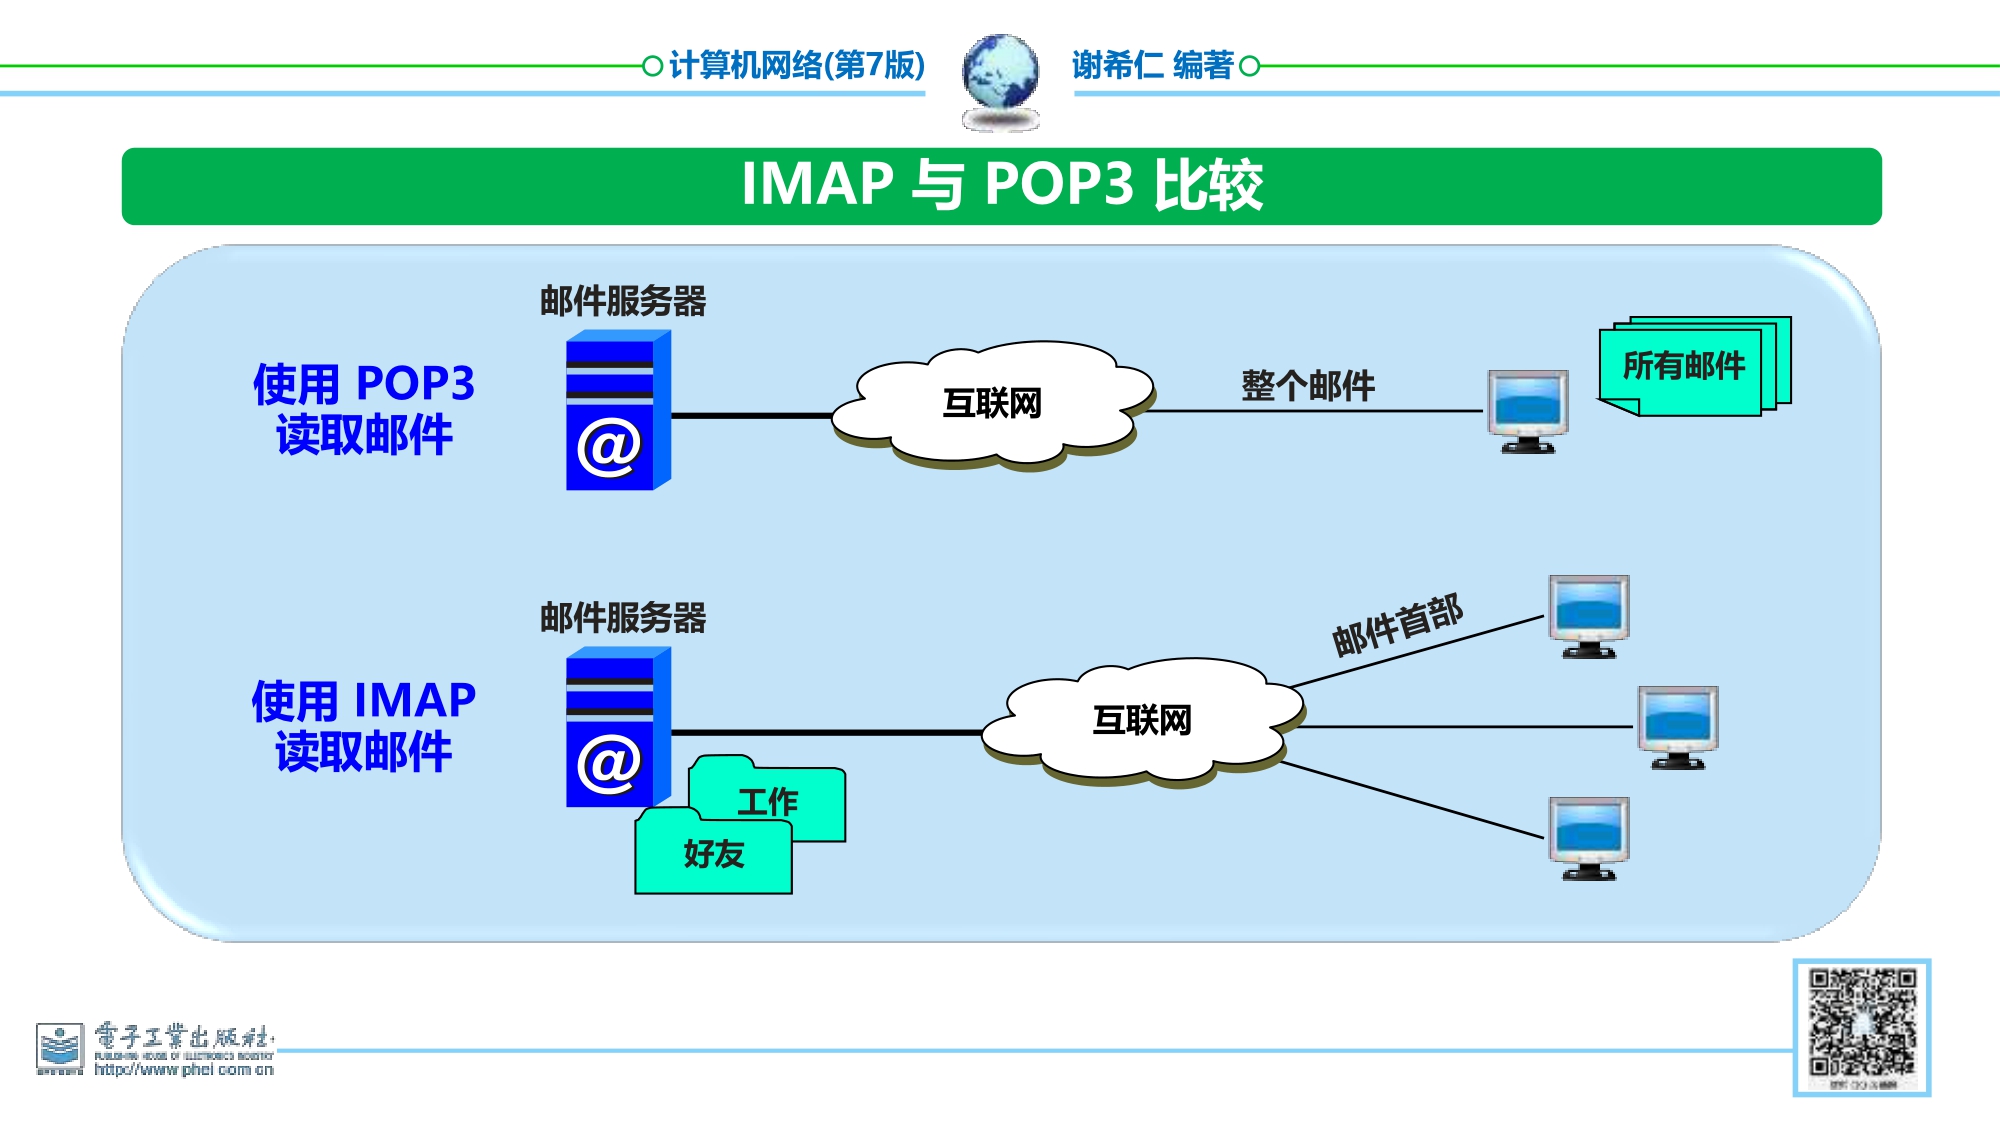 计算机网络(第7版)
谢希仁 编著
IMAP 与 POP3 比较
邮件服务器
使用 POP3
读取邮件
@
互联网
整个邮件
所有邮件
邮件服务器
使用 IMAP
读取邮件
@
工作
好友
互联网
邮件首部
電子工業出版社
PUBLISHING HOUSE OF ELECTRONICS INDUSTRY
http://www.phei.com.cn